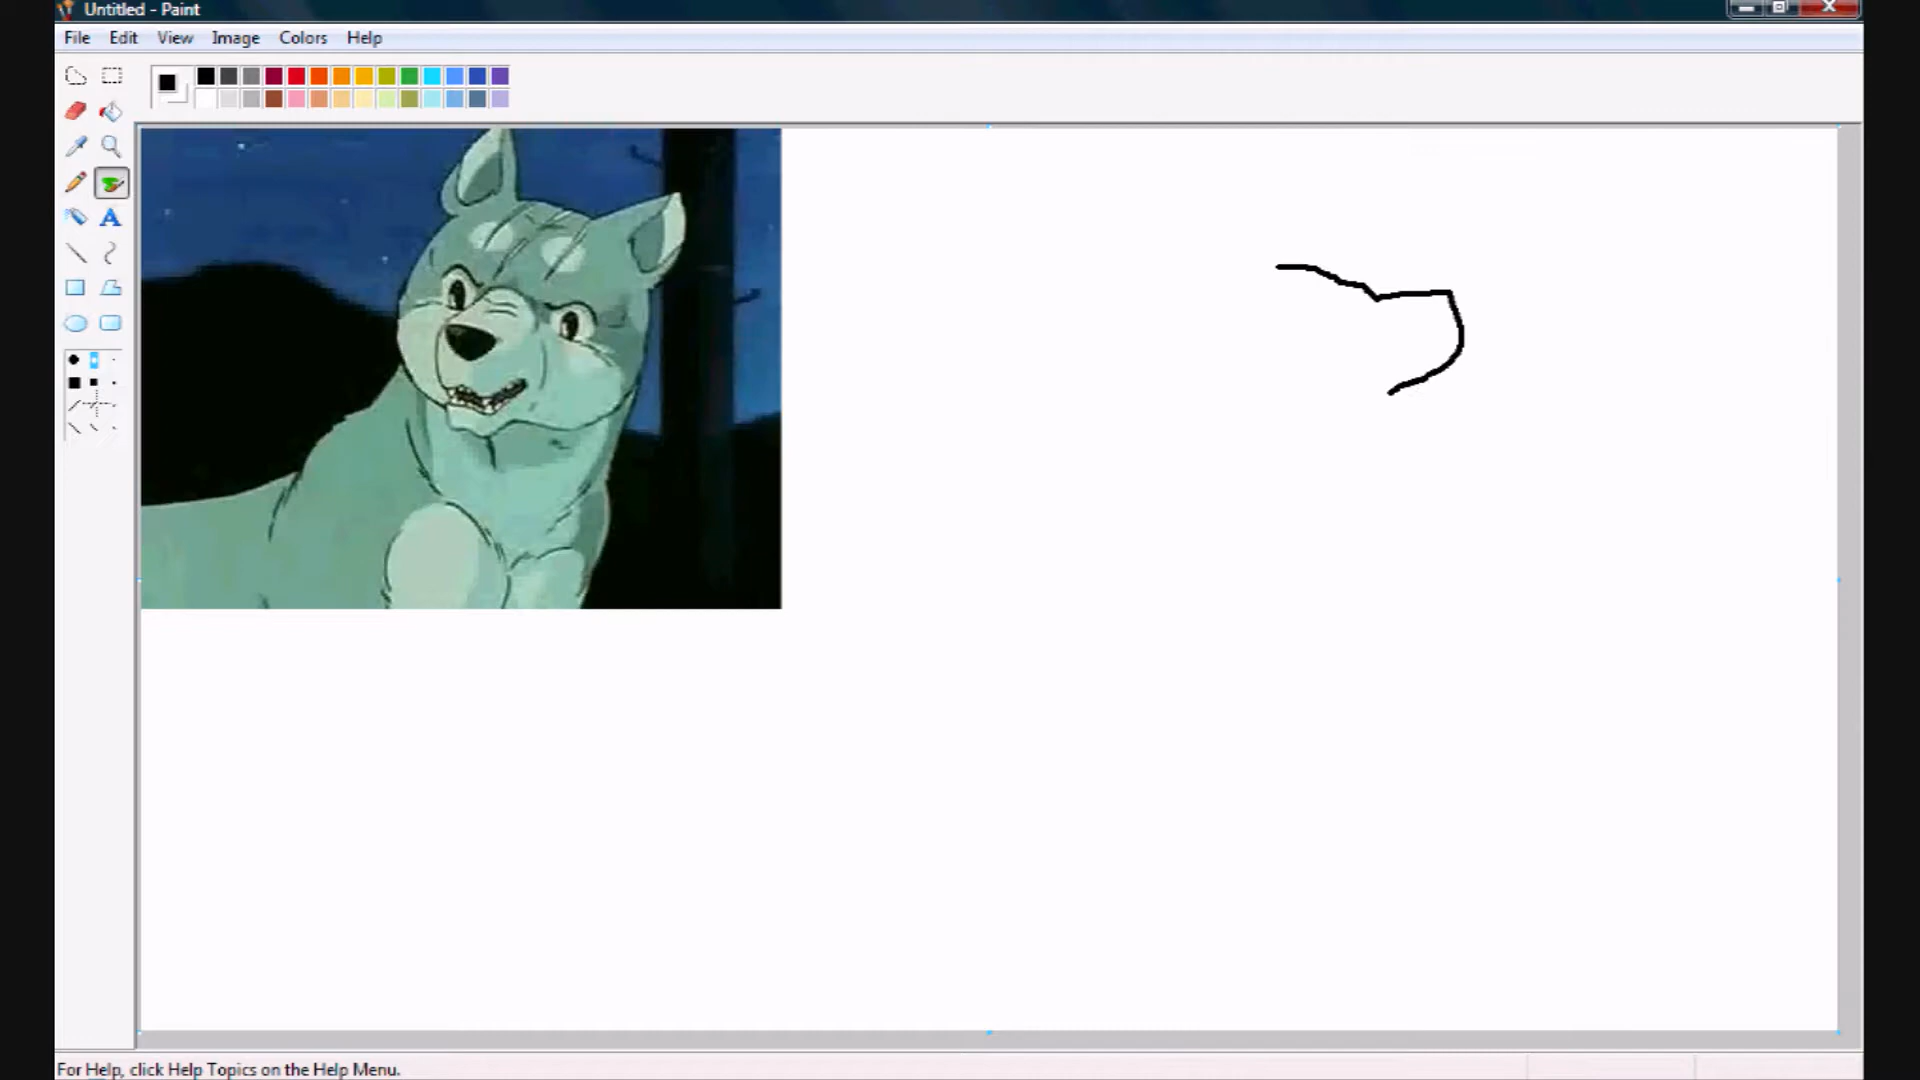 Untitled - Paint
File Edit View Image Colors Help
A
For Help, click Help Topics on the Help Menu.